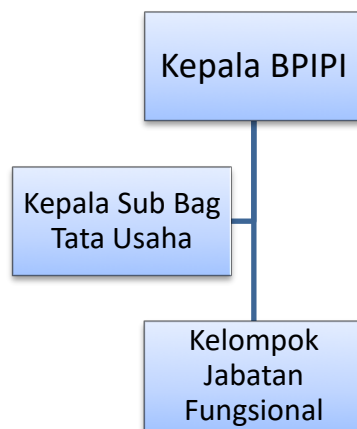 Kepala BPIPI
Kepala Sub Bag
Tata Usaha
Kelompok
Jabatan
Fungsional